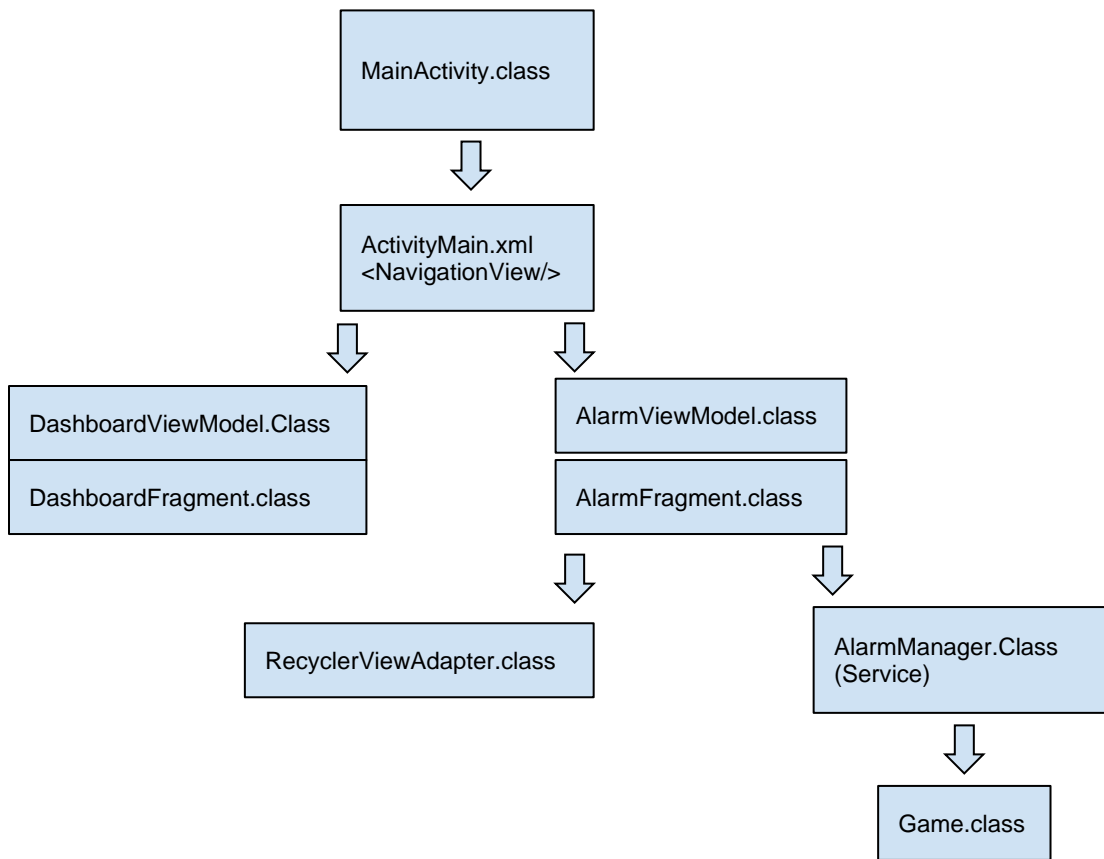 MainActivity.class
ActivityMain.xml
<NavigationView/>
DashboardViewModel.Class
DashboardFragment.class
AlarmViewModel.class
AlarmFragment.class
RecyclerViewAdapter.class
AlarmManager.Class
(Service)
Game.class